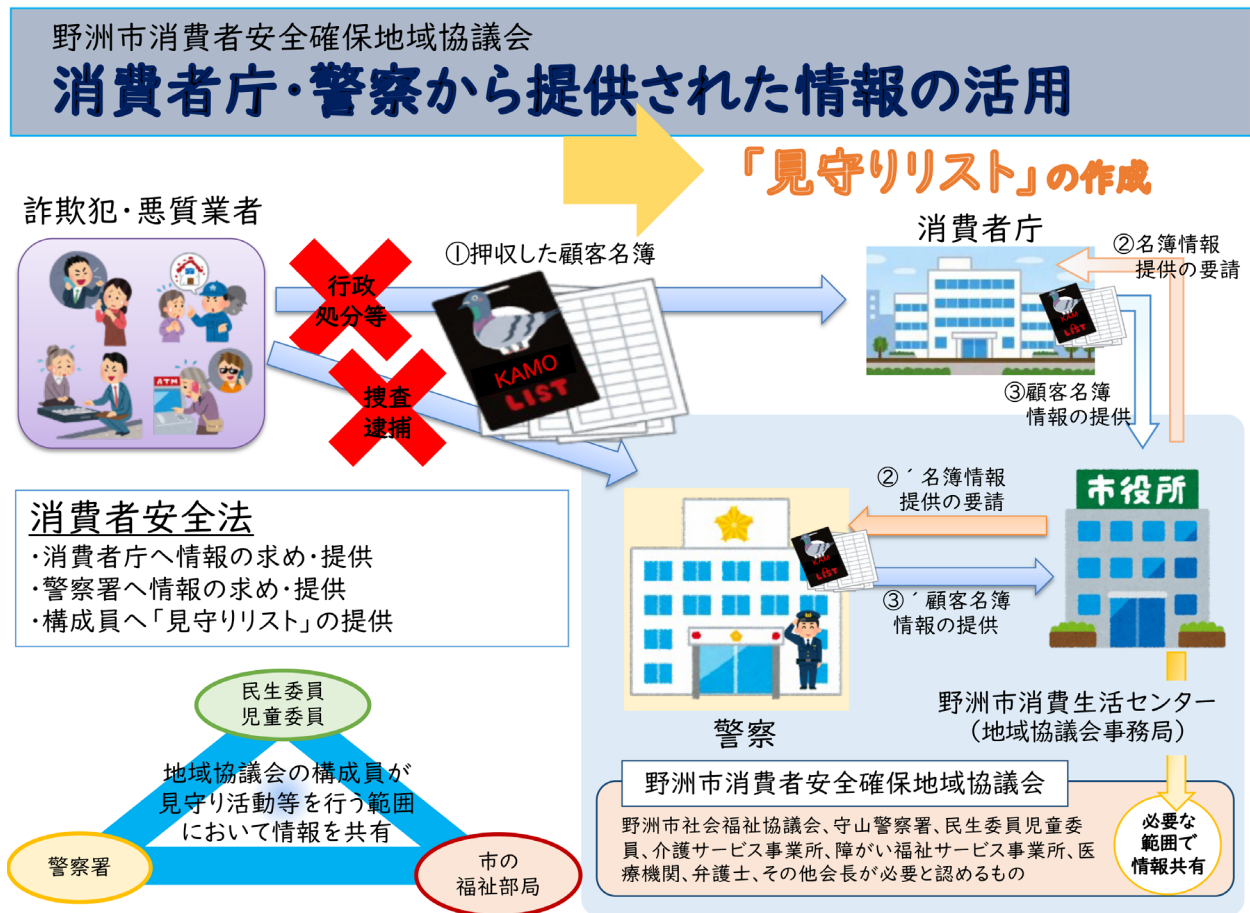 野洲市消費者安全確保地域協議会
消費者庁・警察から提供された情報の活用
「見守りリスト」の作成
詐欺犯・悪質業者
行政
処分等
捜査
逮捕
①押収した顧客名簿
KAMO
LIST
ATM
消費者庁
②名簿情報
提供の要請
KAM
LIST
③顧客名簿
情報の提供
消費者安全法
・消費者庁へ情報の求め・提供
・警察署へ情報の求め・提供
・構成員へ「見守りリスト」の提供
②´名簿情報
提供の要請
KAM
LIST
③´顧客名簿
情報の提供
市役所
警察
野洲市消費生活センター
（地域協議会事務局）
民生委員
児童委員
地域協議会の構成員が
見守り活動等を行う範囲
において情報を共有
警察署
市の
福祉部局
野洲市消費者安全確保地域協議会
野洲市社会福祉協議会、守山警察署、民生委員児童委
員、介護サービス事業所、障がい福祉サービス事業所、医
療機関、弁護士、その他会長が必要と認めるもの
必要な
範囲で
情報共有